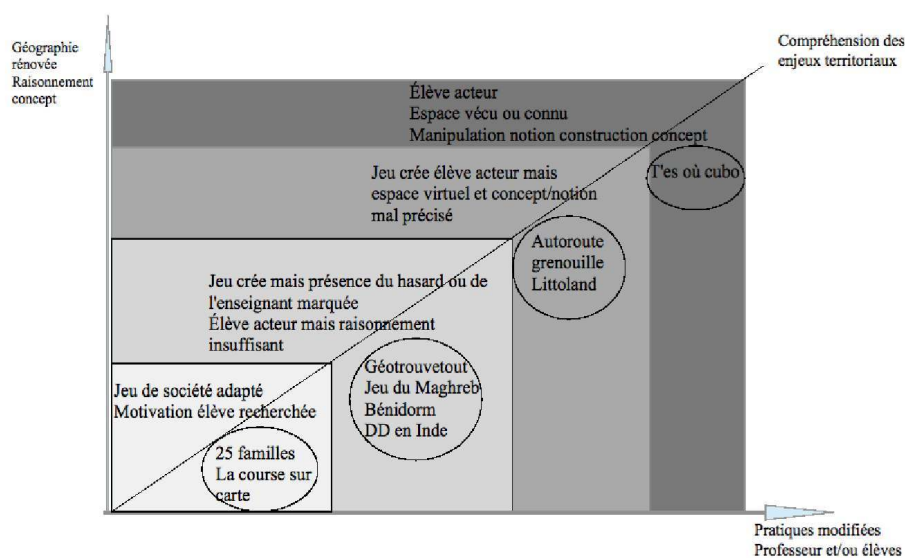 Géographie
rénovée
Raisonnement
concept
Compréhension des
enjeux territoriaux
Élève acteur
Espace vécu ou connu
Manipulation notion construction concept
T'es où cubo
Jeu crée élève acteur mais
espace virtuel et concept/notion
mal précisé
Autoroute
grenouille
Littoland
Jeu crée mais présence du hasard ou de
l'enseignant marquée
Élève acteur mais raisonnement
insuffisant
Géotrouvetout
Jeu du Maghreb
Bénidorm
DD en Inde
Jeu de société adapté
Motivation élève recherchée
25 familles
La course sur
carte
Pratiques modifiées
Professeur et/ou élèves